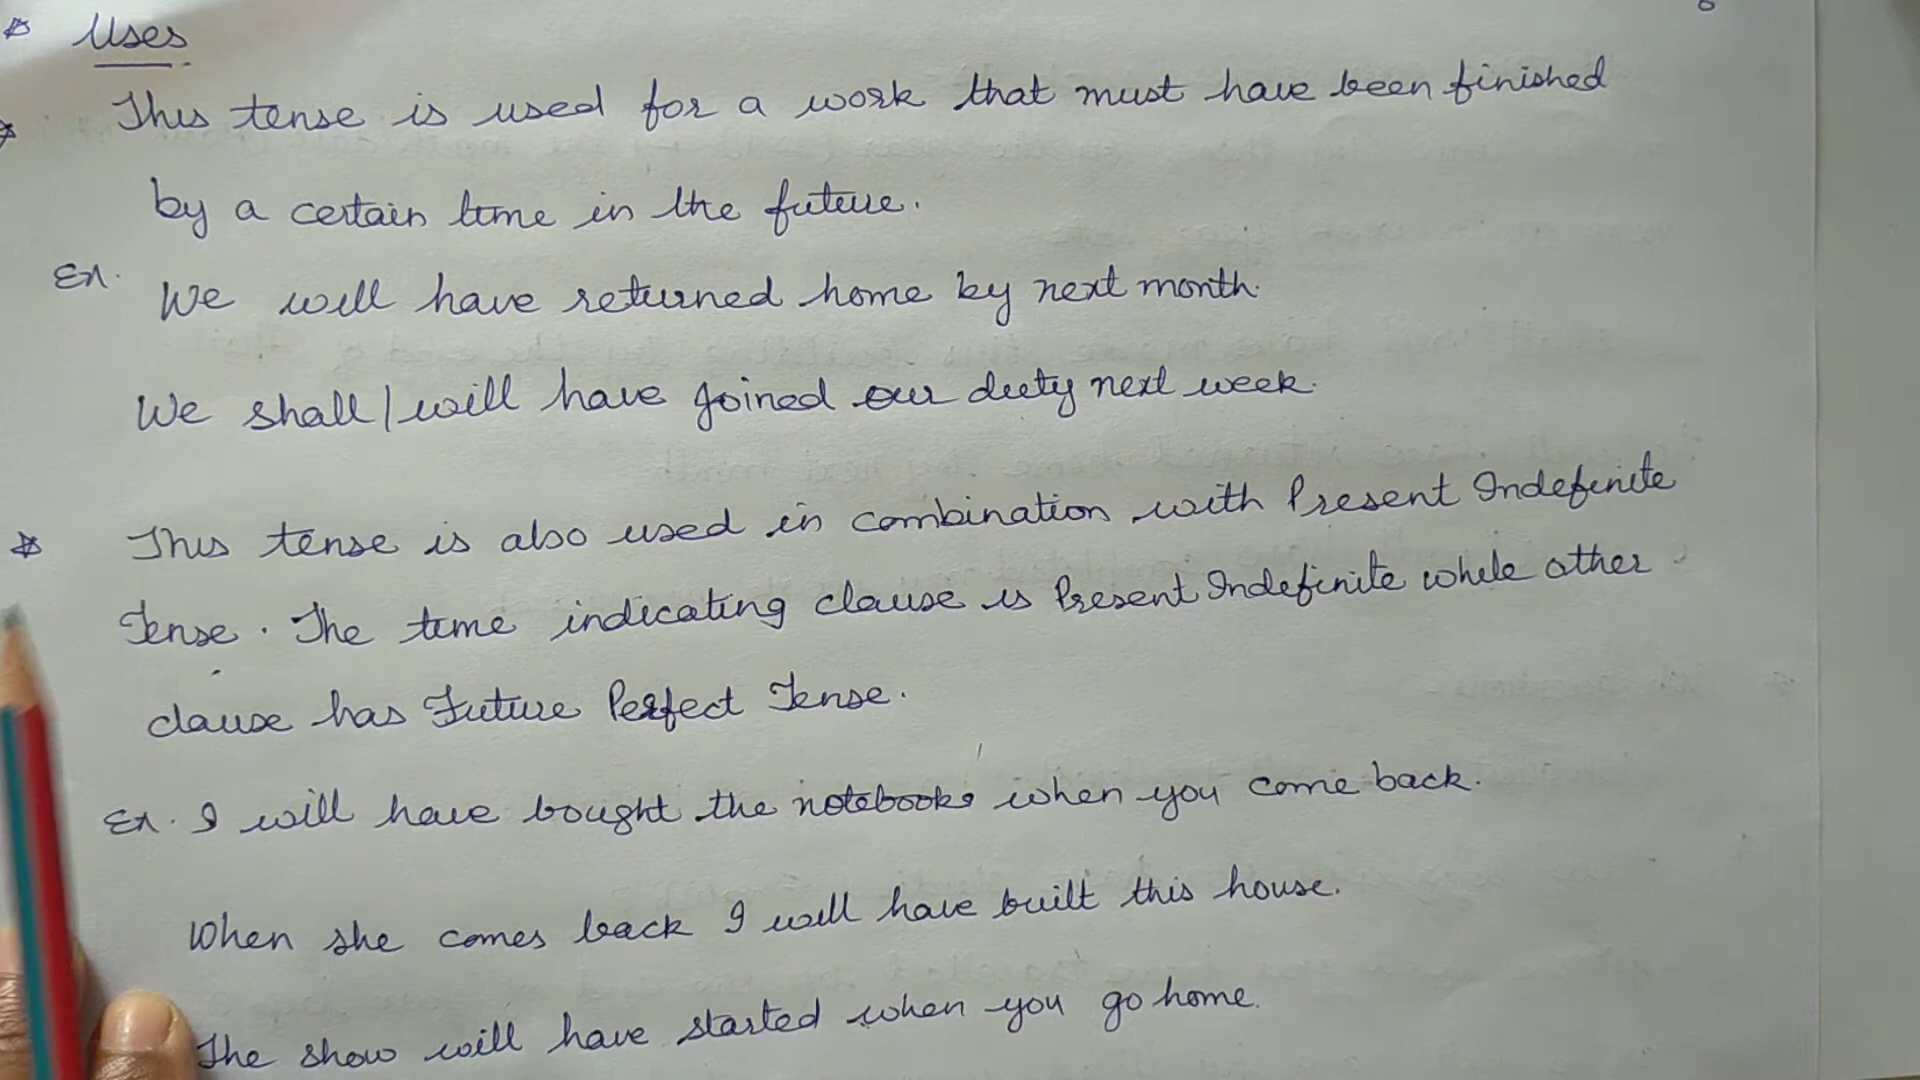 Uses
This tense is used for a work that must have been finished
by a certain time in the future.
Ex. We will have returned home by next month.
We shall/will have joined our duty next week.
This tense is also used in combination with Present Indefinite
Tense. The time indicating clause is Present Indefinite while other
clause has Future Perfect Tense.
Ex. I will have bought the notebooks when you come back.
When she comes back I will have built this house.
The show will have started when you go home.